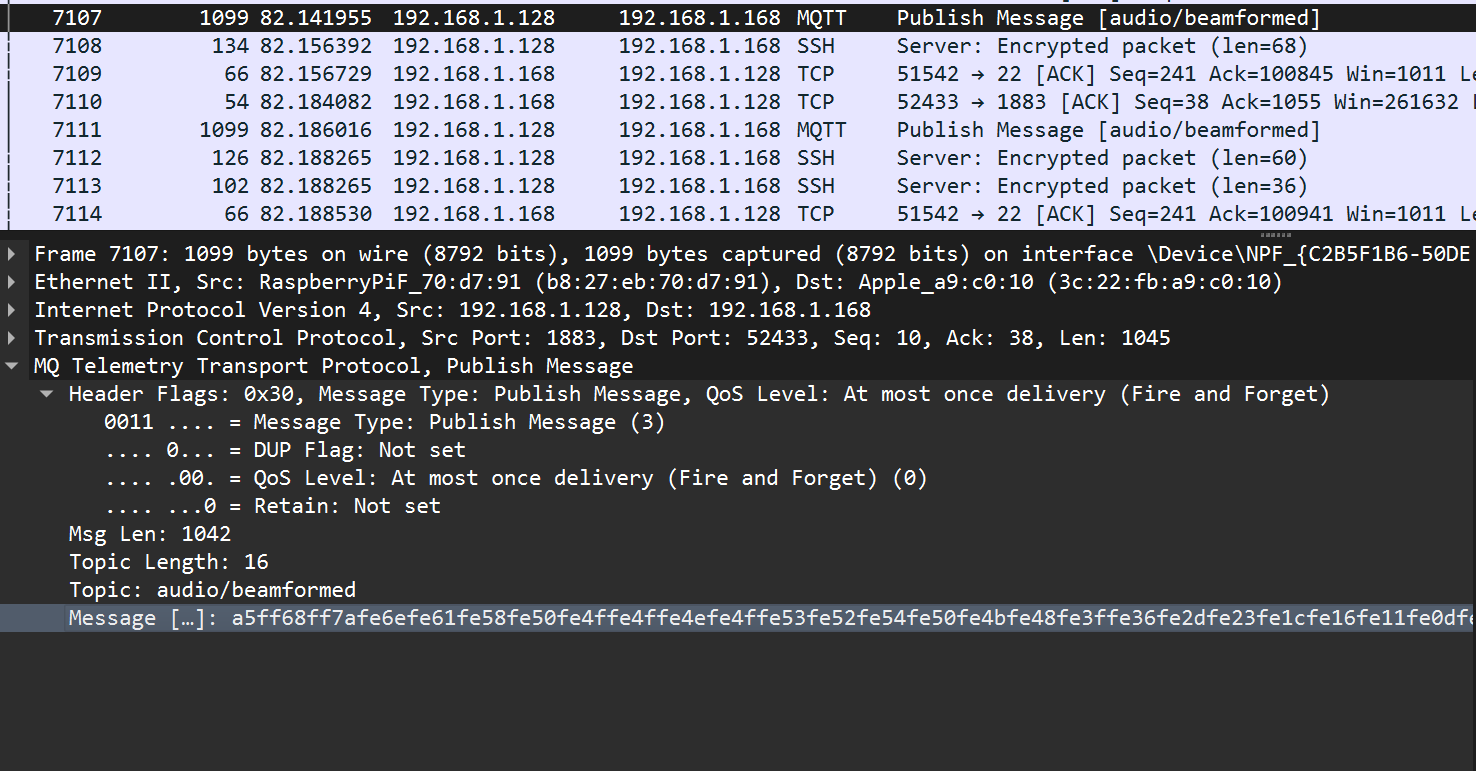 7107 1099 82.141955 192.168.1.128 192.168.1.168 MQTT Publish Message [audio/beamformed]
7108 134 82.156392 192.168.1.128 192.168.1.168 SSH Server: Encrypted packet (len=68)
7109 66 82.156729 192.168.1.168 192.168.1.128 TCP 51542 → 22 [ACK] Seq=241 Ack=100845 Win=1011
7110 54 82.184082 192.168.1.168 192.168.1.128 TCP 52433 → 1883 [ACK] Seq=38 Ack=1055 Win=261632
7111 1099 82.186016 192.168.1.128 192.168.1.168 MQTT Publish Message [audio/beamformed]
7112 126 82.188265 192.168.1.128 192.168.1.168 SSH Server: Encrypted packet (len=60)
7113 102 82.188265 192.168.1.128 192.168.1.168 SSH Server: Encrypted packet (len=36)
7114 66 82.188530 192.168.1.168 192.168.1.128 TCP 51542 → 22 [ACK] Seq=241 Ack=100941 Win=1011
Frame 7107: 1099 bytes on wire (8792 bits), 1099 bytes captured (8792 bits) on interface \Device\NPF_{C2B5F1B6-50DE
Ethernet II, Src: RaspberryPiF_70:d7:91 (b8:27:eb:70:d7:91), Dst: Apple_a9:c0:10 (3c:22:fb:a9:c0:10)
Internet Protocol Version 4, Src: 192.168.1.128, Dst: 192.168.1.168
Transmission Control Protocol, Src Port: 1883, Dst Port: 52433, Seq: 10, Ack: 38, Len: 1045
MQ Telemetry Transport Protocol, Publish Message
Header Flags: 0x30, Message Type: Publish Message, QoS Level: At most once delivery (Fire and Forget)
0011 .... = Message Type: Publish Message (3)
.... 0... = DUP Flag: Not set
.... .00. = QoS Level: At most once delivery (Fire and Forget) (0)
.... ...0 = Retain: Not set
Msg Len: 1042
Topic Length: 16
Topic: audio/beamformed
Message […]: a5ff68ff7afe6efe61fe58fe50fe4ffe4ffe4efe4ffe53fe52fe54fe50fe4bfe48fe3ffe36fe2dfe23fe1cfe16fe11fe0dfe